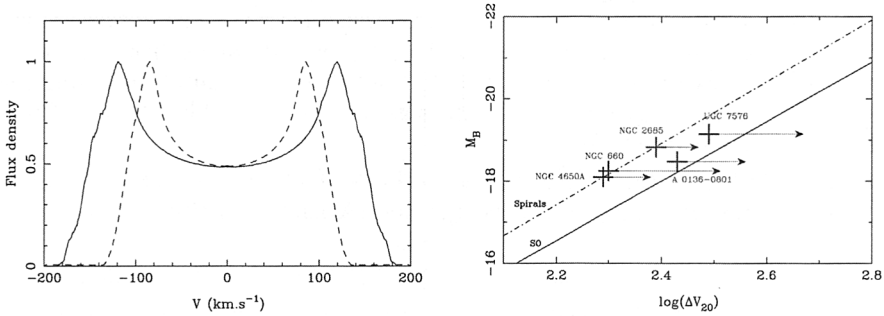 Flux density
1
0.5
0
−200
−100
0
100
200
V (km.s⁻¹)
M_B
−22
−20
−18
−16
UGC 7576
NGC 2685
NGC 660
NGC 4650A
A 0136−0801
Spirals
S0
2.2
2.4
2.6
2.8
log(ΔV₂₀)